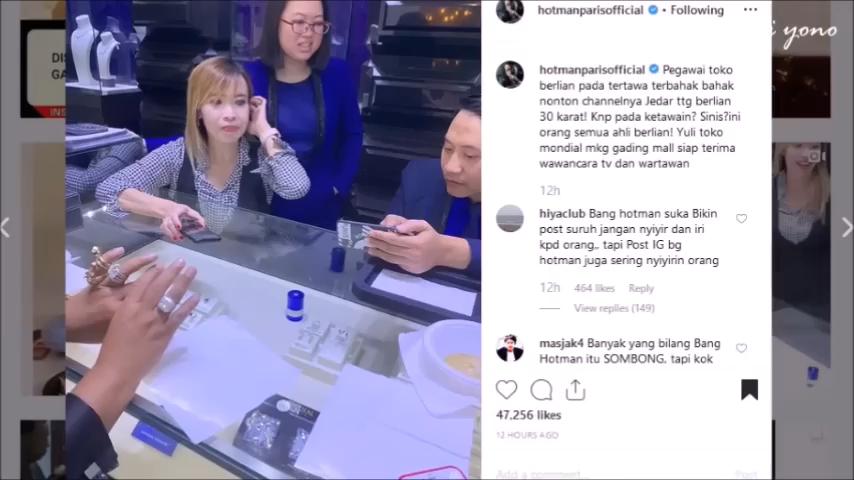 hotmanparisofficial • Following
yono
hotmanparisofficial Pegawai toko
berlian pada tertawa terbahak bahak
nonton channelnya Jedar ttg berlian
30 karat! Knp pada ketawain? Sinis?ini
orang semua ahli berlian! Yuli toko
mondial mkg gading mall siap terima
wawancara tv dan wartawan
12h
hiyaclub Bang hotman suka Bikin
post suruh jangan nyiyir dan iri
kpd orang,. tapi Post IG bg
hotman juga sering nyiyirin orang
12h 464 likes Reply
View replies (149)
masjak4 Banyak yang bilang Bang
Hotman itu SOMBONG. tapi kok
47,256 likes
12 HOURS AGO
Add a comment...
Post